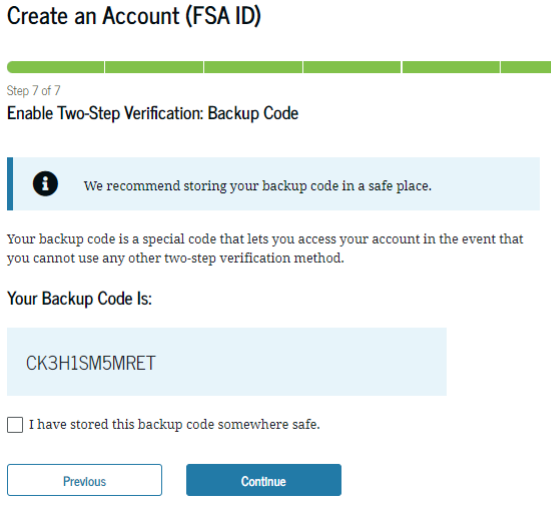 Create an Account (FSA ID)
Step 7 of 7
Enable Two-Step Verification: Backup Code
We recommend storing your backup code in a safe place.
Your backup code is a special code that lets you access your account in the event that
you cannot use any other two-step verification method.
Your Backup Code Is:
CK3H1SM5MRET
I have stored this backup code somewhere safe.
Previous
Continue